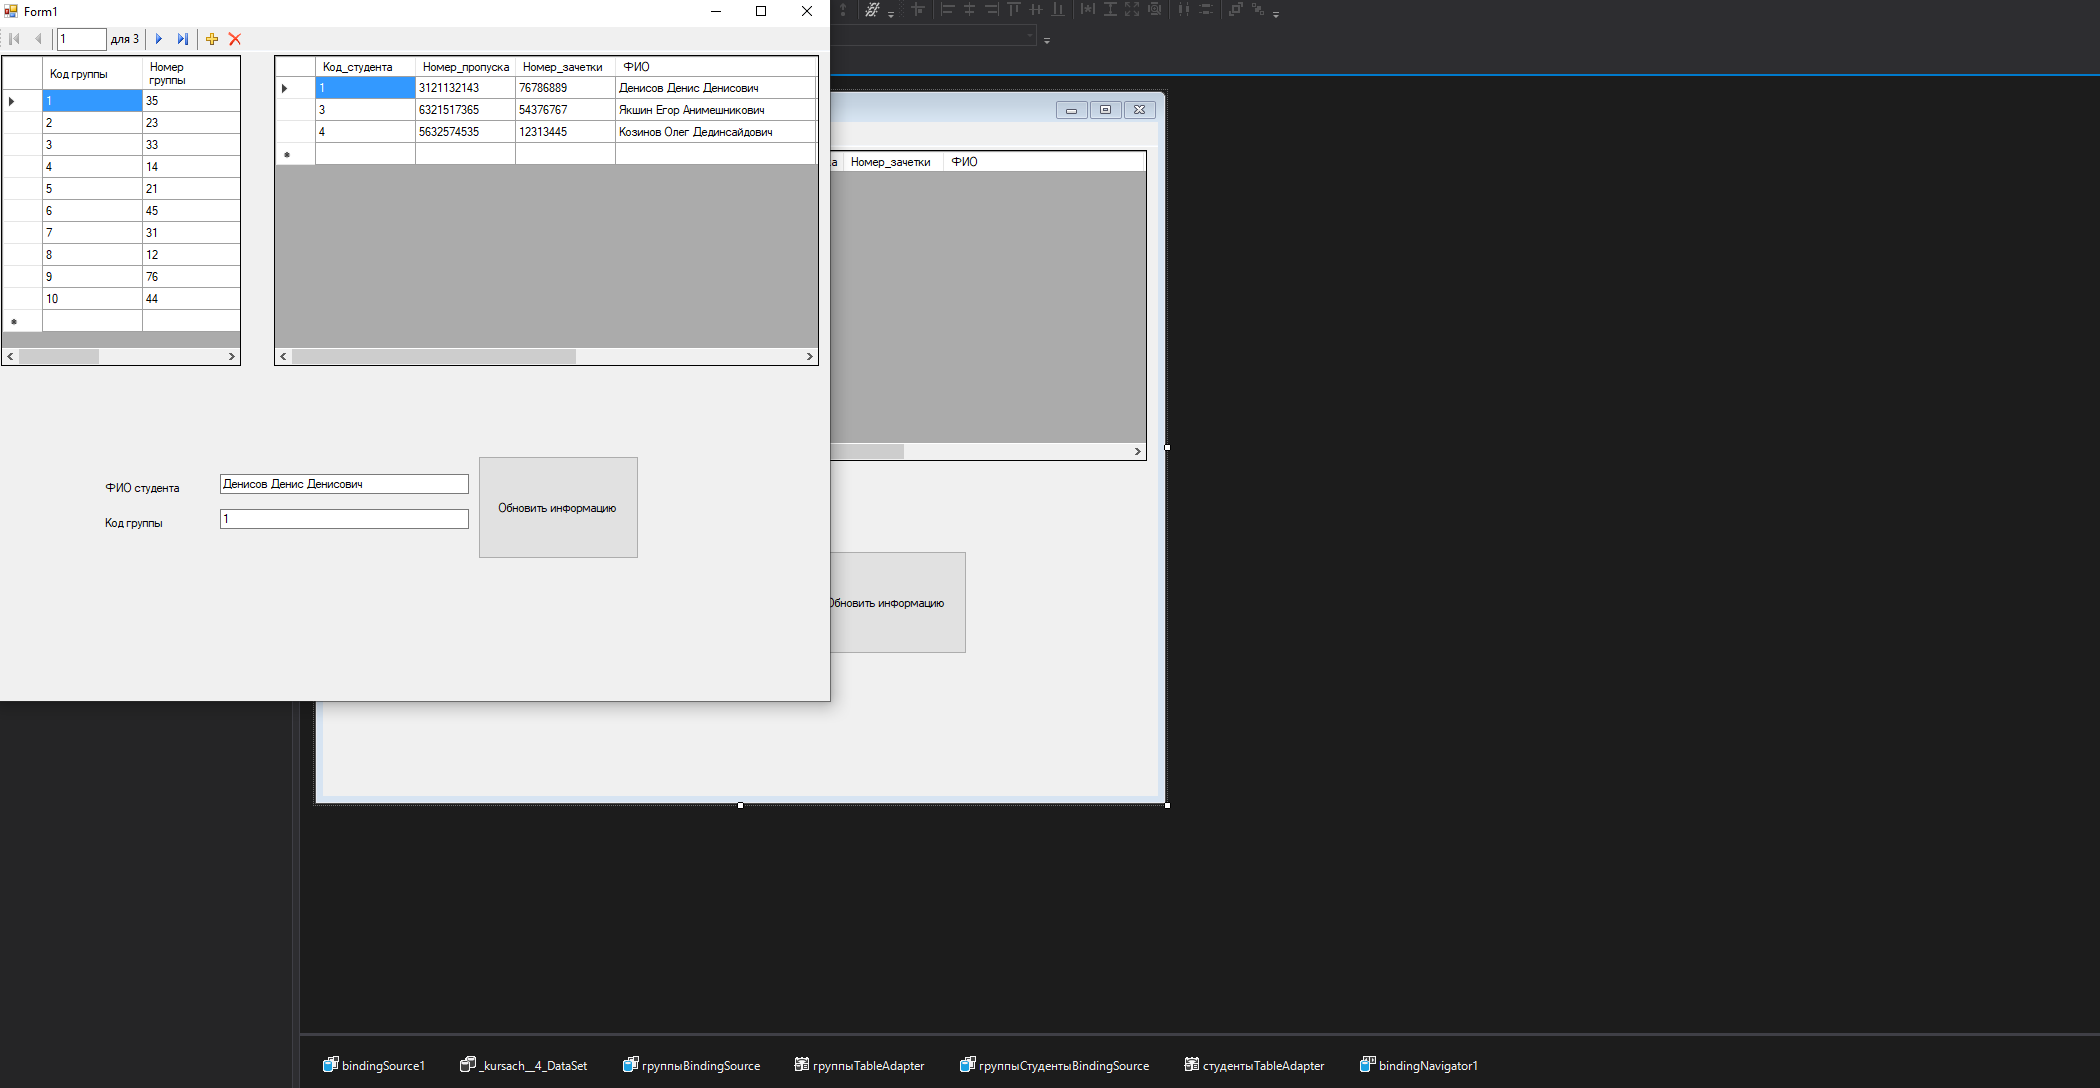 Form1
1 для 3
Код группы Номер группы
1 35
2 23
3 33
4 14
5 21
6 45
7 31
8 12
9 76
10 44
Код_студента Номер_пропуска Номер_зачетки ФИО
1 3121132143 76786889 Денисов Денис Денисович
3 6321517365 54376767 Якшин Егор Анимешникович
4 5632574535 12313445 Козинов Олег Дединсайдович
ФИО студента Денисов Денис Денисович
Код группы 1
Обновить информацию
а Номер_зачетки ФИО
Обновить информацию
bindingSource1 _kursach__4_DataSet группыBindingSource группыTableAdapter группыСтудентыBindingSource студентыTableAdapter bindingNavigator1